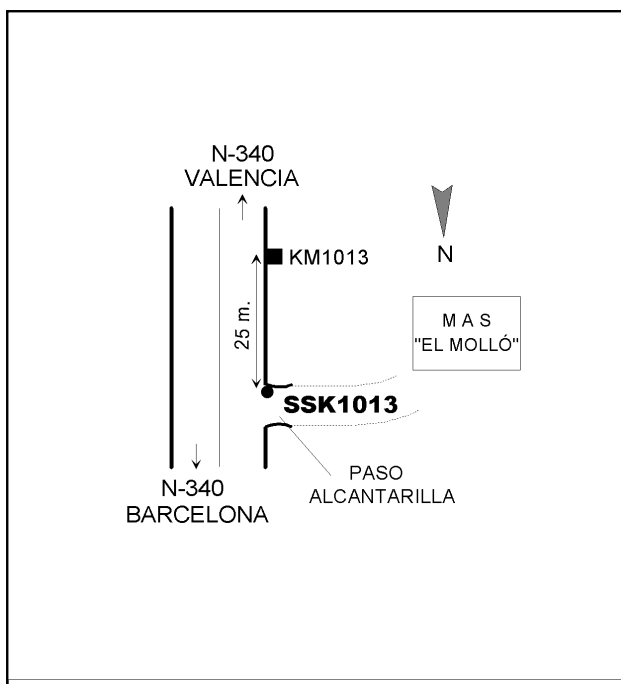 N-340
VALENCIA
KM1013
N
25 m.
M A S
"EL MOLLÓ"
SSK1013
PASO
ALCANTARILLA
N-340
BARCELONA